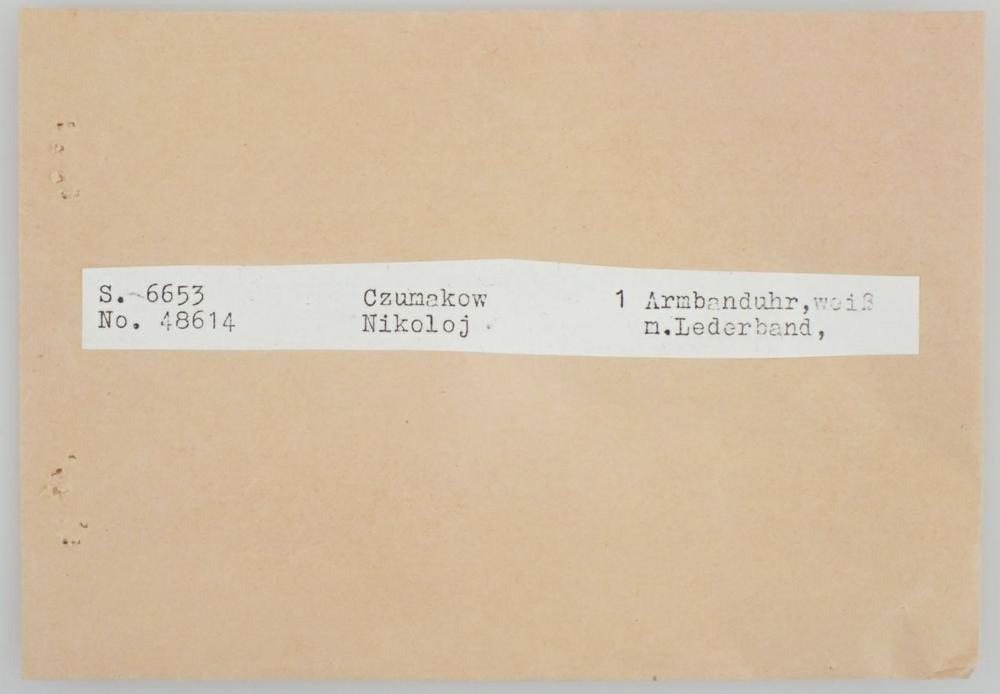 S. 6653 Czumakow 1 Armbanduhr,weiß
No. 48614 Nikoloj m.Lederband,